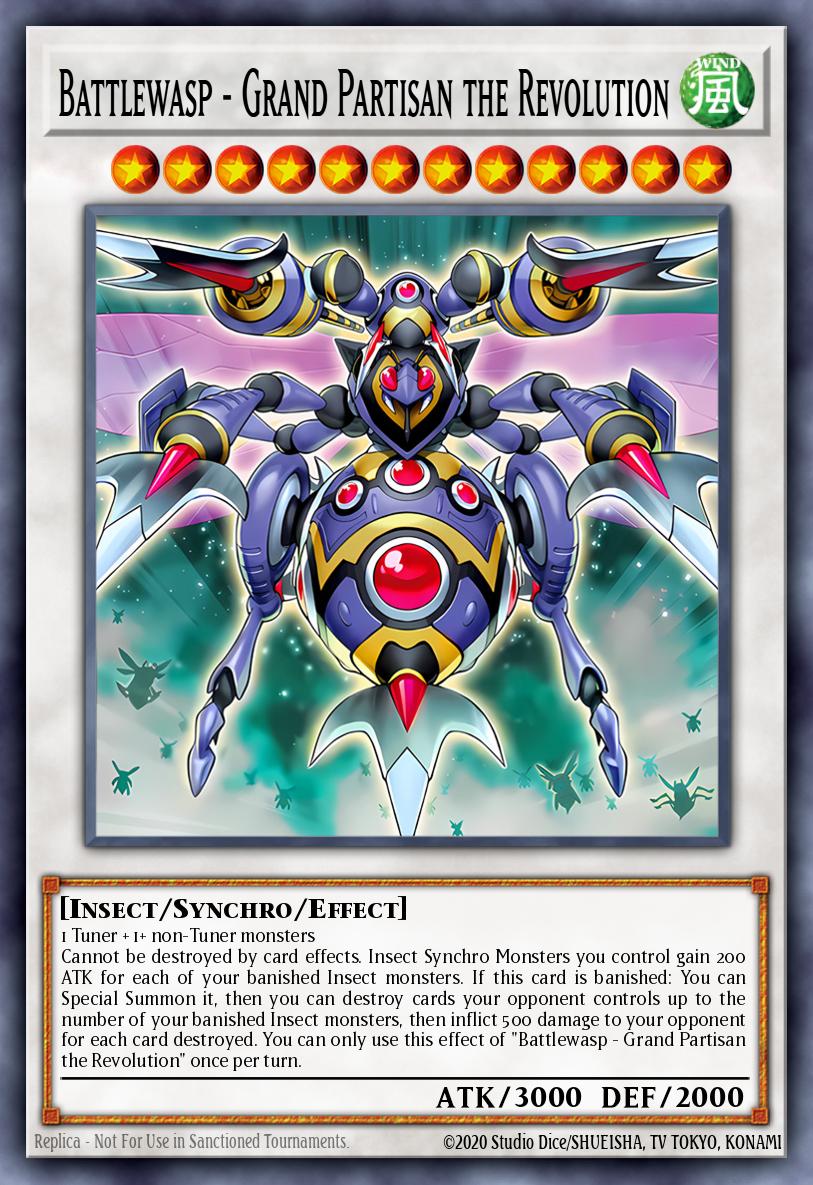 Battlewasp - Grand Partisan the Revolution
WIND
風
[Insect/Synchro/Effect]
1 Tuner + 1+ non-Tuner monsters
Cannot be destroyed by card effects. Insect Synchro Monsters you control gain 200
ATK for each of your banished Insect monsters. If this card is banished: You can
Special Summon it, then you can destroy cards your opponent controls up to the
number of your banished Insect monsters, then inflict 500 damage to your opponent
for each card destroyed. You can only use this effect of "Battlewasp - Grand Partisan
the Revolution" once per turn.
ATK/3000 DEF/2000
Replica - Not For Use in Sanctioned Tournaments.
©2020 Studio Dice/SHUEISHA, TV TOKYO, KONAMI